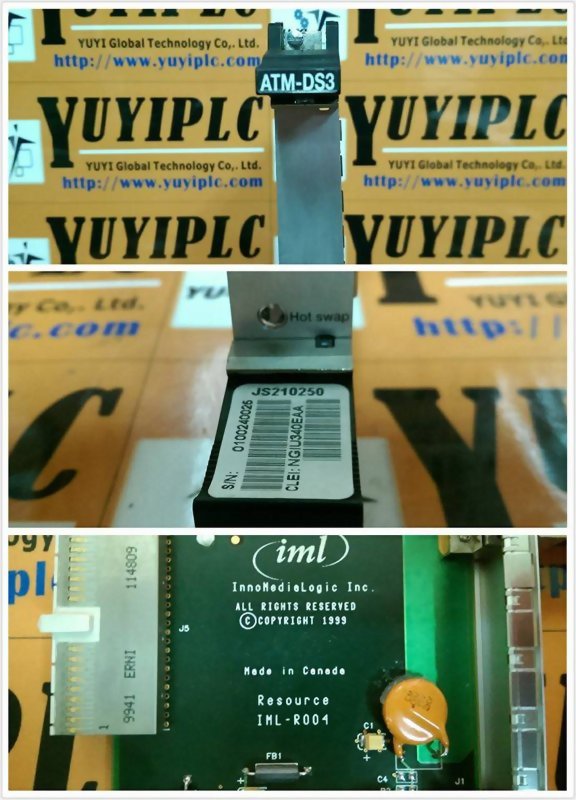 YUYI Global Technology Co,. Ltd.
http://www.yuyiplc.com
http://www.yuyiplc.com
ATM-DS3
YUYIPLC
YUYIPLC
YUYI Global Technology Co,. Ltd.
YUYI Global Technology Co,. Ltd.
http://www.yuyiplc.com
http://www.yuyiplc.com
YUYIPLC
YUYIPLC
Co,. Ltd.
c.com
http://
Hot swap
JS210250
S/N: 0100240026
CLEI: NGIU340EAA
iml
InnoMediaLogic Inc.
ALL RIGHTS RESERVED
© COPYRIGHT 1999
Made in Canada
Resource
IML-R004
114809
9941 ERNI
1
J5
C1
+
FB1
+
C4
J1